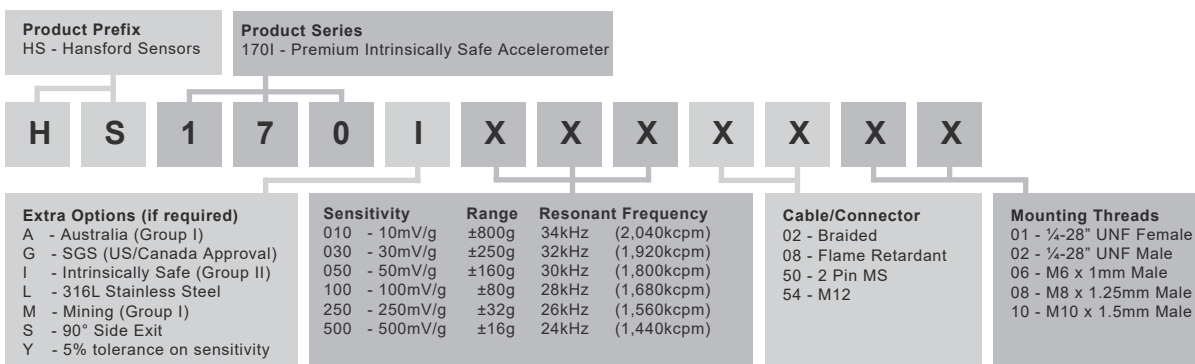 Product Prefix
HS - Hansford Sensors
Product Series
170I - Premium Intrinsically Safe Accelerometer
H S 1 7 0 I X X X X X X X
Extra Options (if required)
A - Australia (Group I)
G - SGS (US/Canada Approval)
I - Intrinsically Safe (Group II)
L - 316L Stainless Steel
M - Mining (Group I)
S - 90° Side Exit
Y - 5% tolerance on sensitivity
Sensitivity Range Resonant Frequency
010 - 10mV/g ±800g 34kHz (2,040kcpm)
030 - 30mV/g ±250g 32kHz (1,920kcpm)
050 - 50mV/g ±160g 30kHz (1,800kcpm)
100 - 100mV/g ±80g 28kHz (1,680kcpm)
250 - 250mV/g ±32g 26kHz (1,560kcpm)
500 - 500mV/g ±16g 24kHz (1,440kcpm)
Cable/Connector
02 - Braided
08 - Flame Retardant
50 - 2 Pin MS
54 - M12
Mounting Threads
01 - ¼-28” UNF Female
02 - ¼-28” UNF Male
06 - M6 x 1mm Male
08 - M8 x 1.25mm Male
10 - M10 x 1.5mm Male